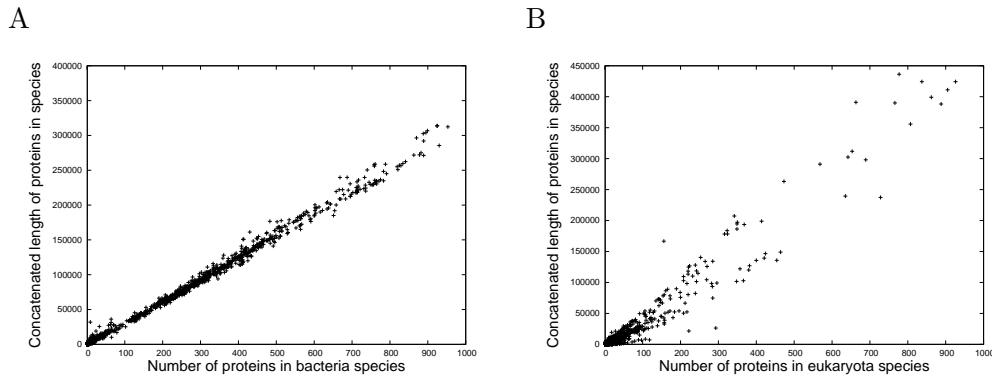 A
B
400000
350000
300000
250000
200000
150000
100000
50000
0
Concatenated length of proteins in species
0 100 200 300 400 500 600 700 800 900 1000
Number of proteins in bacteria species
450000
400000
350000
300000
250000
200000
150000
100000
50000
0
Concatenated length of proteins in species
0 100 200 300 400 500 600 700 800 900 1000
Number of proteins in eukaryota species